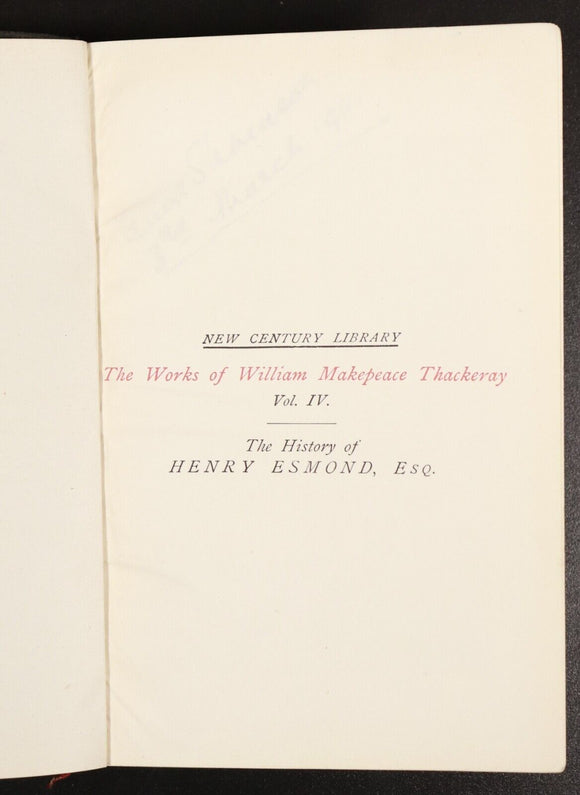 NEW CENTURY LIBRARY
The Works of William Makepeace Thackeray
Vol. IV.
The History of
HENRY ESMOND, ESQ.